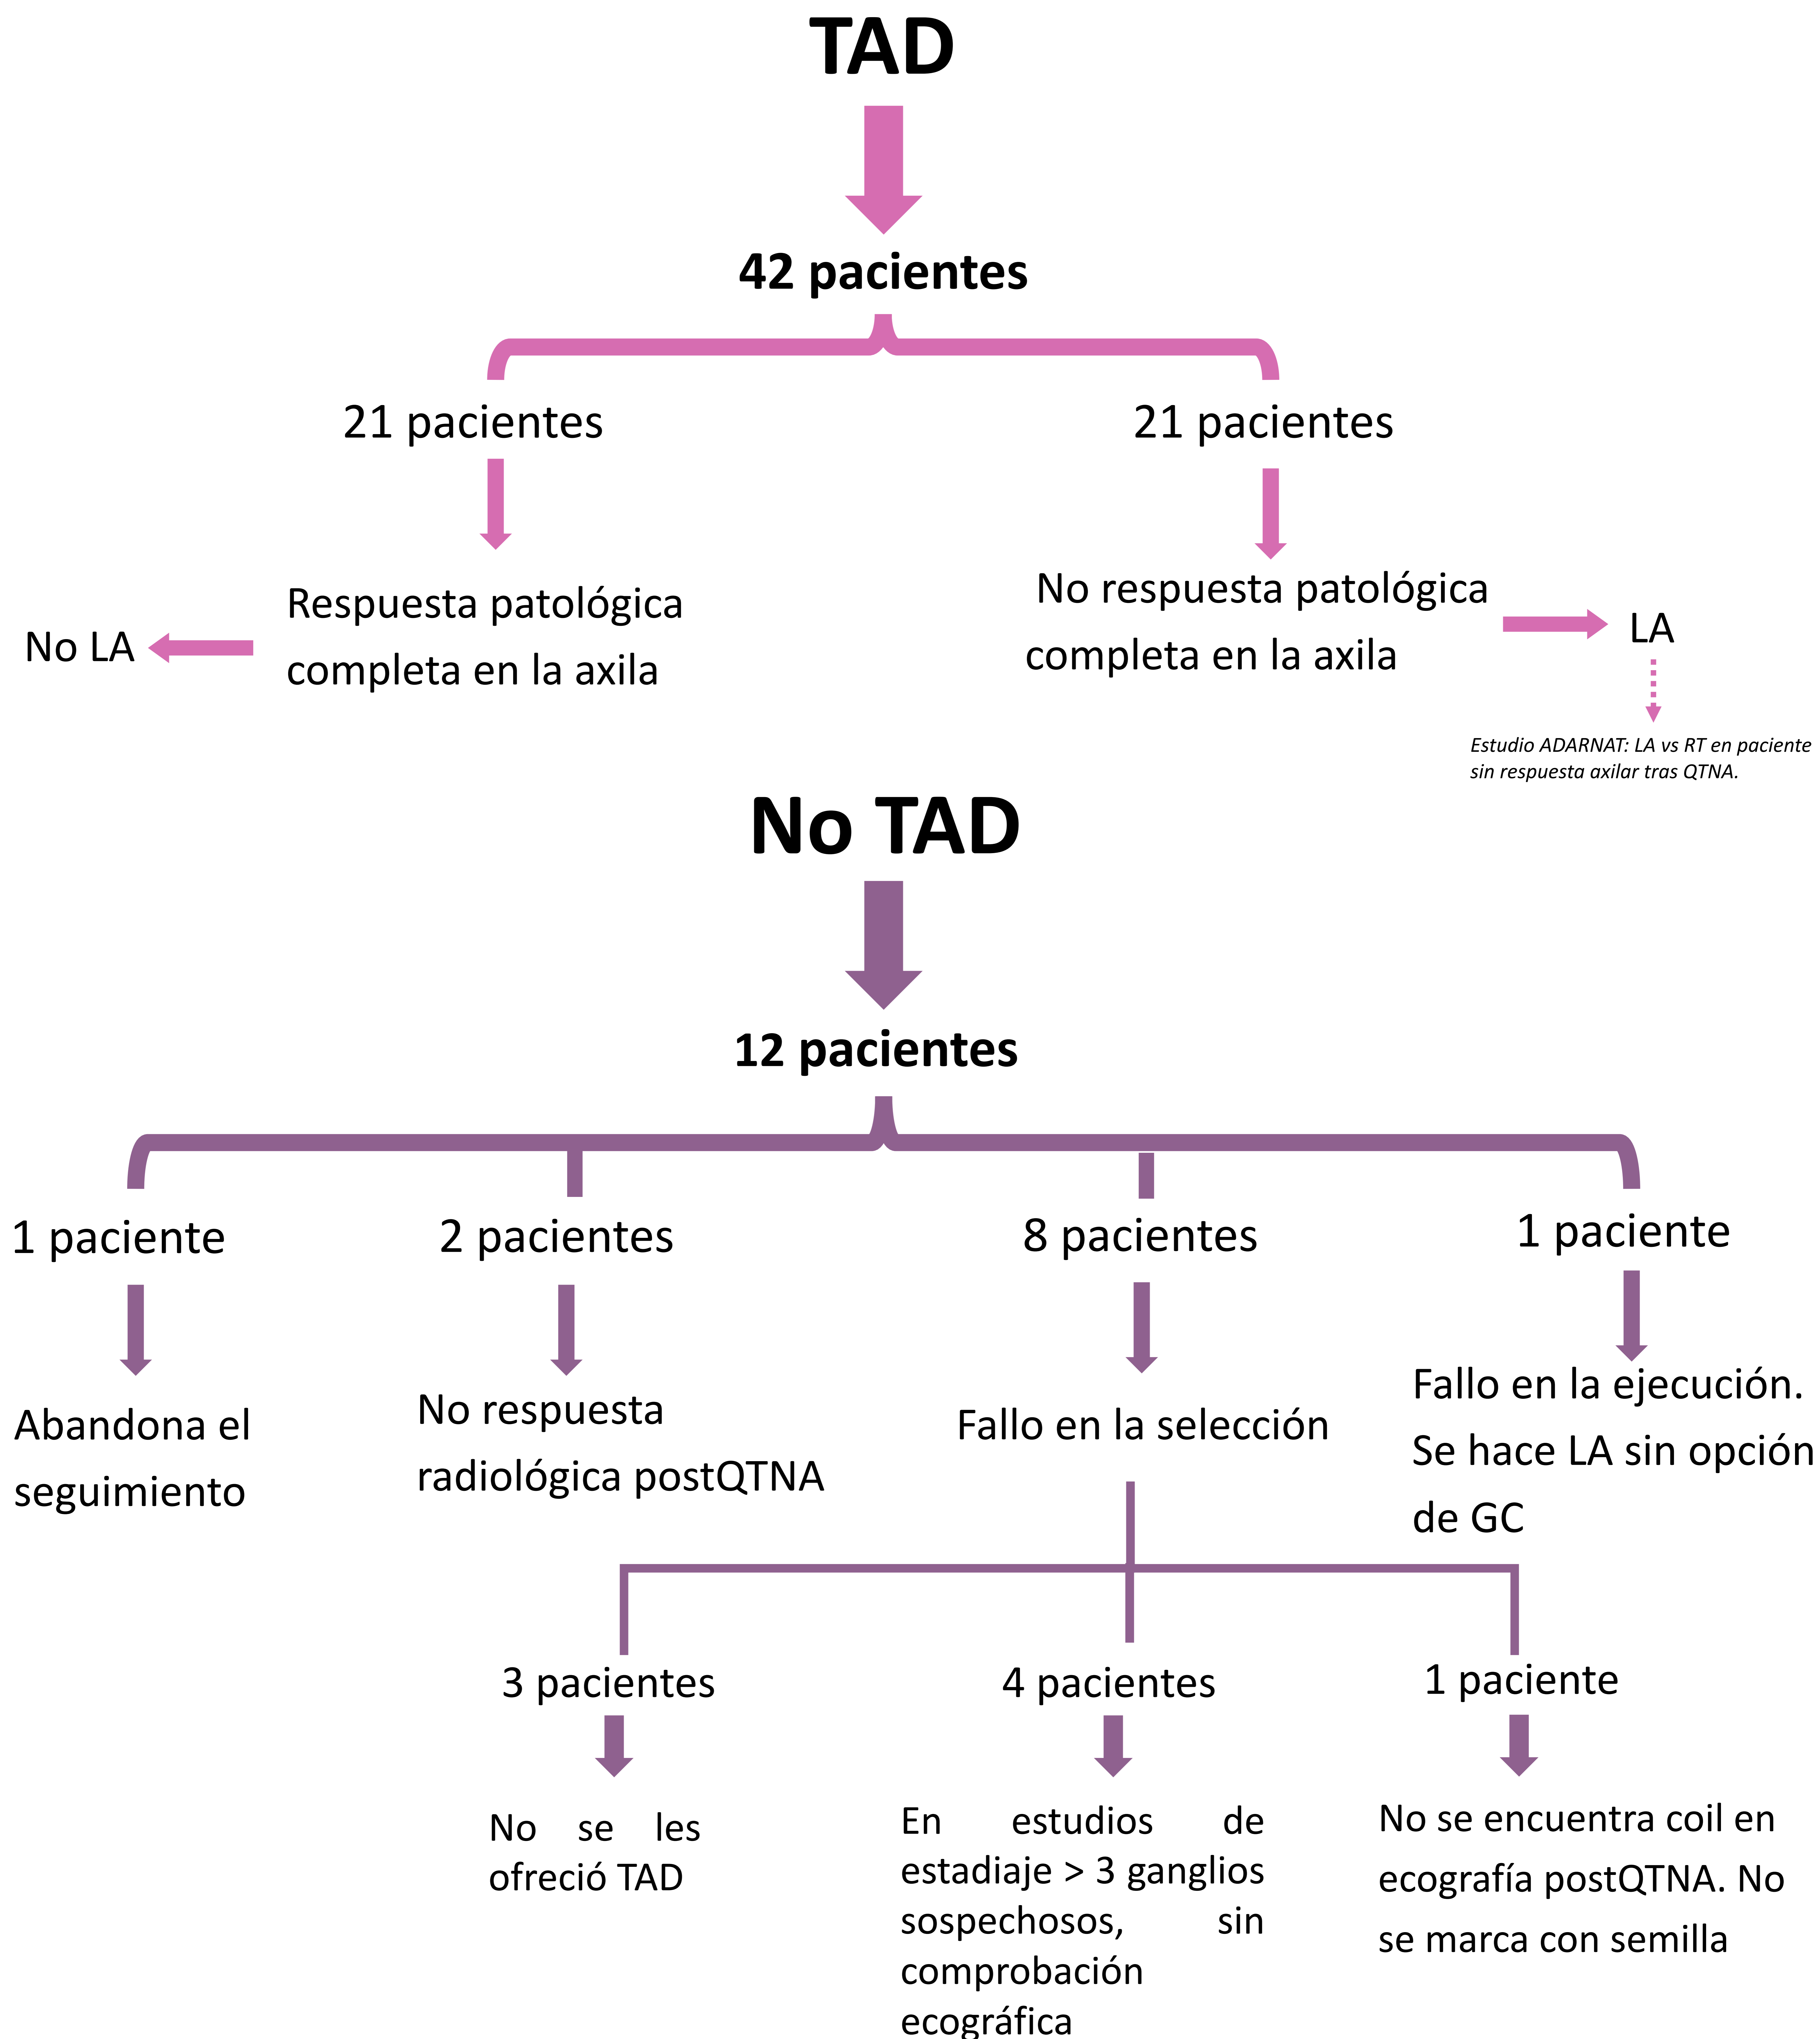 TAD
42 pacientes
21 pacientes
21 pacientes
Respuesta patológica
completa en la axila
No LA
No respuesta patológica
completa en la axila
LA
Estudio ADARNAT: LA vs RT en paciente
sin respuesta axilar tras QTNA.
No TAD
12 pacientes
1 paciente
2 pacientes
8 pacientes
1 paciente
Abandona el
seguimiento
No respuesta
radiológica postQTNA
Fallo en la selección
Fallo en la ejecución.
Se hace LA sin opción
de GC
3 pacientes
4 pacientes
1 paciente
No se les
ofreció TAD
En estudios de
estadiaje > 3 ganglios
sospechosos, sin
comprobación
ecográfica
No se encuentra coil en
ecografía postQTNA. No
se marca con semilla